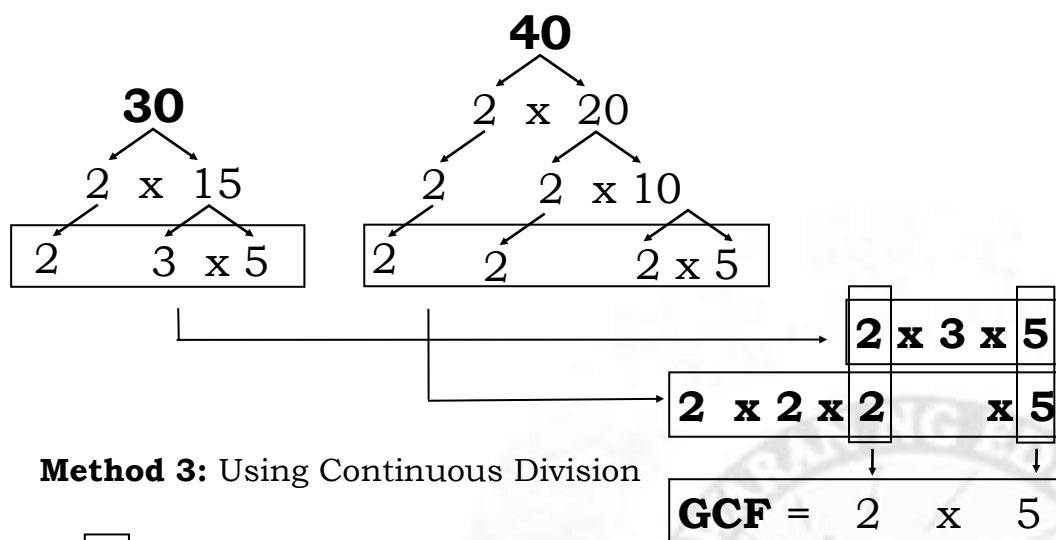 40
30
2 x 20
2 x 15
2 2 x 10
2 3 x 5
2 2 2 x 5
2 x 3 x 5
2 x 2 x 2 x 5
Method 3: Using Continuous Division
GCF = 2 x 5